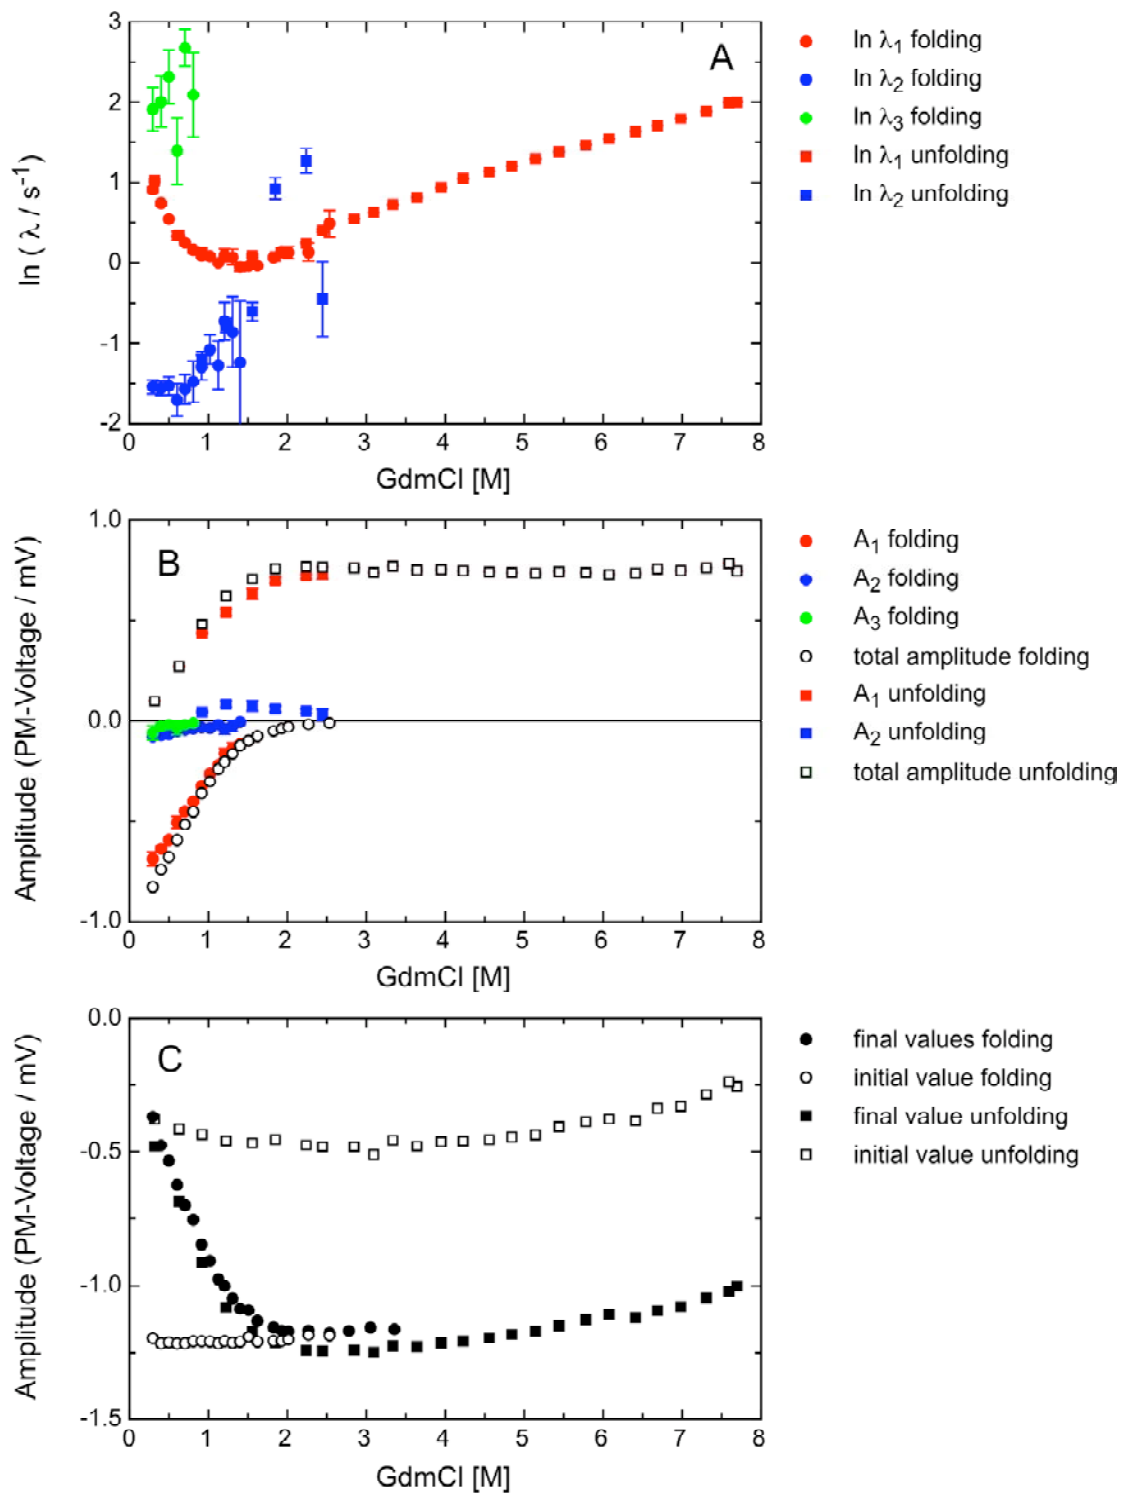 3
2
1
0
-1
-2
ln ( λ / s-1)
A
0 1 2 3 4 5 6 7 8
GdmCl [M]
ln λ1 folding
ln λ2 folding
ln λ3 folding
ln λ1 unfolding
ln λ2 unfolding
1.0
0.0
-1.0
Amplitude (PM-Voltage / mV)
B
0 1 2 3 4 5 6 7 8
GdmCl [M]
A1 folding
A2 folding
A3 folding
total amplitude folding
A1 unfolding
A2 unfolding
total amplitude unfolding
0.0
-0.5
-1.0
-1.5
Amplitude (PM-Voltage / mV)
C
0 1 2 3 4 5 6 7 8
GdmCl [M]
final values folding
initial value folding
final value unfolding
initial value unfolding